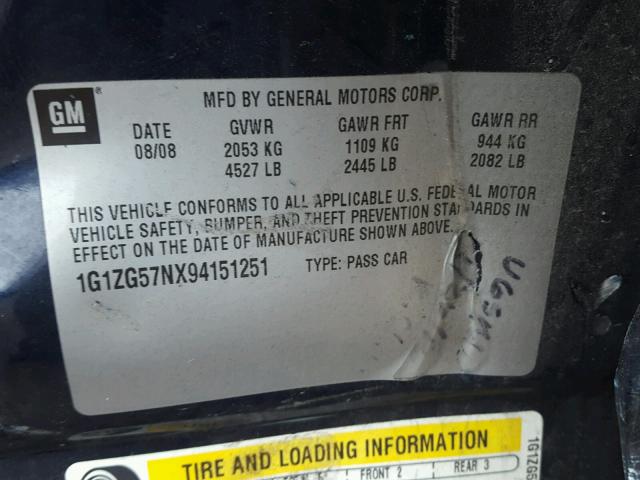 GM ®
MFD BY GENERAL MOTORS CORP.
DATE GVWR GAWR FRT GAWR RR
08/08 2053 KG 1109 KG 944 KG
4527 LB 2445 LB 2082 LB
THIS VEHICLE CONFORMS TO ALL APPLICABLE U.S. FEDERAL MOTOR
VEHICLE SAFETY, BUMPER, AND THEFT PREVENTION STANDARDS IN
EFFECT ON THE DATE OF MANUFACTURE SHOWN ABOVE.
1G1ZG57NX94151251 TYPE: PASS CAR
TIRE AND LOADING INFORMATION
FRONT 2 REAR 3
1G1ZG5